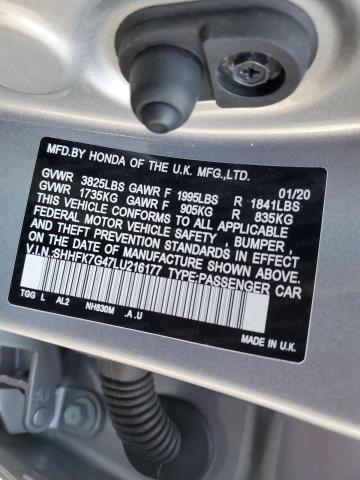 MFD.BY HONDA OF THE U.K. MFG.,LTD.
GVWR 3825LBS GAWR F 1995LBS R 1841LBS 01/20
GVWR 1735KG GAWR F 905KG R 835KG
THIS VEHICLE CONFORMS TO ALL APPLICABLE
FEDERAL MOTOR VEHICLE SAFETY , BUMPER ,
AND THEFT PREVENTION STANDARDS IN EFFECT ON
THE DATE OF MANUFACTURE SHOWN ABOVE.
V.I.N.:SHHFK7G47LU216177 TYPE:PASSENGER CAR
TGG L AL2 NH830M .A.U
MADE IN U.K.